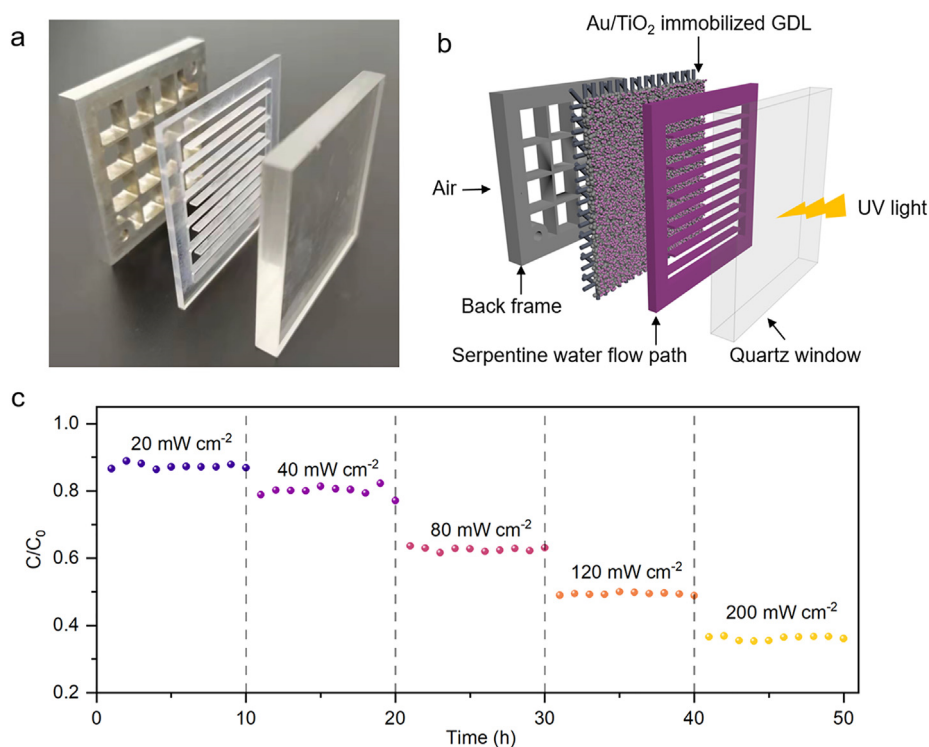 a
b
Au/TiO₂ immobilized GDL
Air
UV light
Back frame
Serpentine water flow path
Quartz window
c
C/C₀
1.0
0.8
0.6
0.4
0.2
20 mW cm⁻²
40 mW cm⁻²
80 mW cm⁻²
120 mW cm⁻²
200 mW cm⁻²
0 10 20 30 40 50
Time (h)